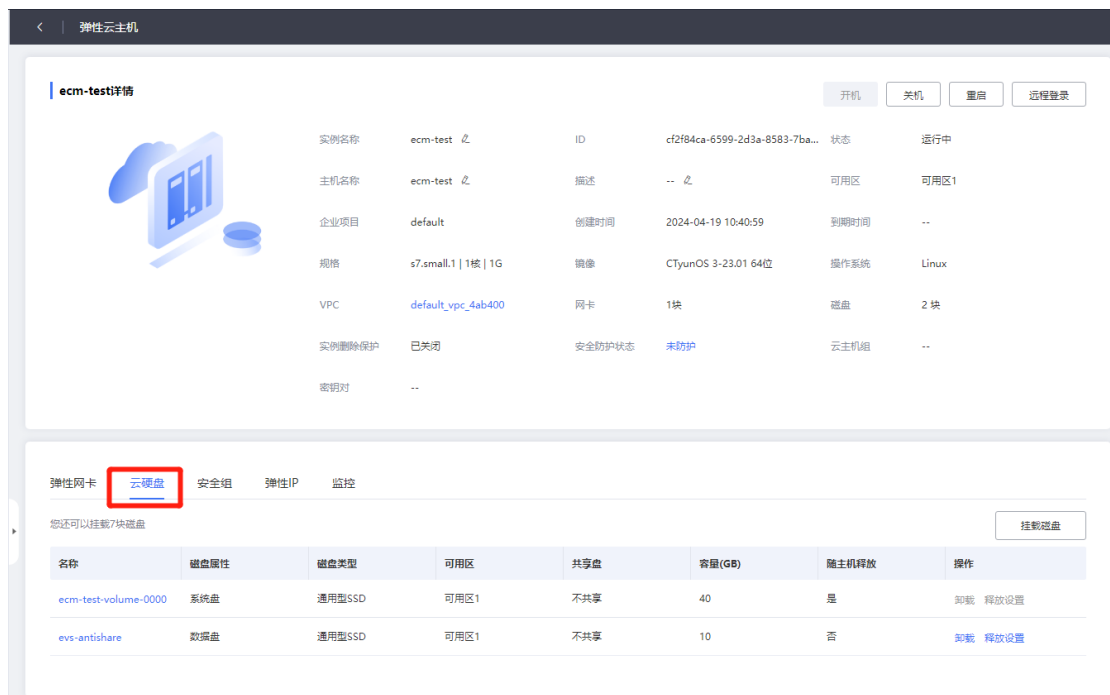 弹性云主机
ecm-test详情
开机 关机 重启 远程登录
实例名称 ecm-test ID cf2f84ca-6599-2d3a-8583-7ba... 状态 运行中
主机名称 ecm-test 描述 -- 可用区 可用区1
企业项目 default 创建时间 2024-04-19 10:40:59 到期时间 --
规格 s7.small.1 | 1核 | 1G 镜像 CTyunOS 3-23.01 64位 操作系统 Linux
VPC default_vpc_4ab400 网卡 1块 磁盘 2 块
实例删除保护 已关闭 安全防护状态 未防护 云主机组 --
密钥对 --
弹性网卡 云硬盘 安全组 弹性IP 监控
您还可以挂载7块磁盘 挂载磁盘
名称 磁盘属性 磁盘类型 可用区 共享盘 容量(GB) 随主机释放 操作
ecm-test-volume-0000 系统盘 通用型SSD 可用区1 不共享 40 是 卸载 释放设置
evs-antishare 数据盘 通用型SSD 可用区1 不共享 10 否 卸载 释放设置